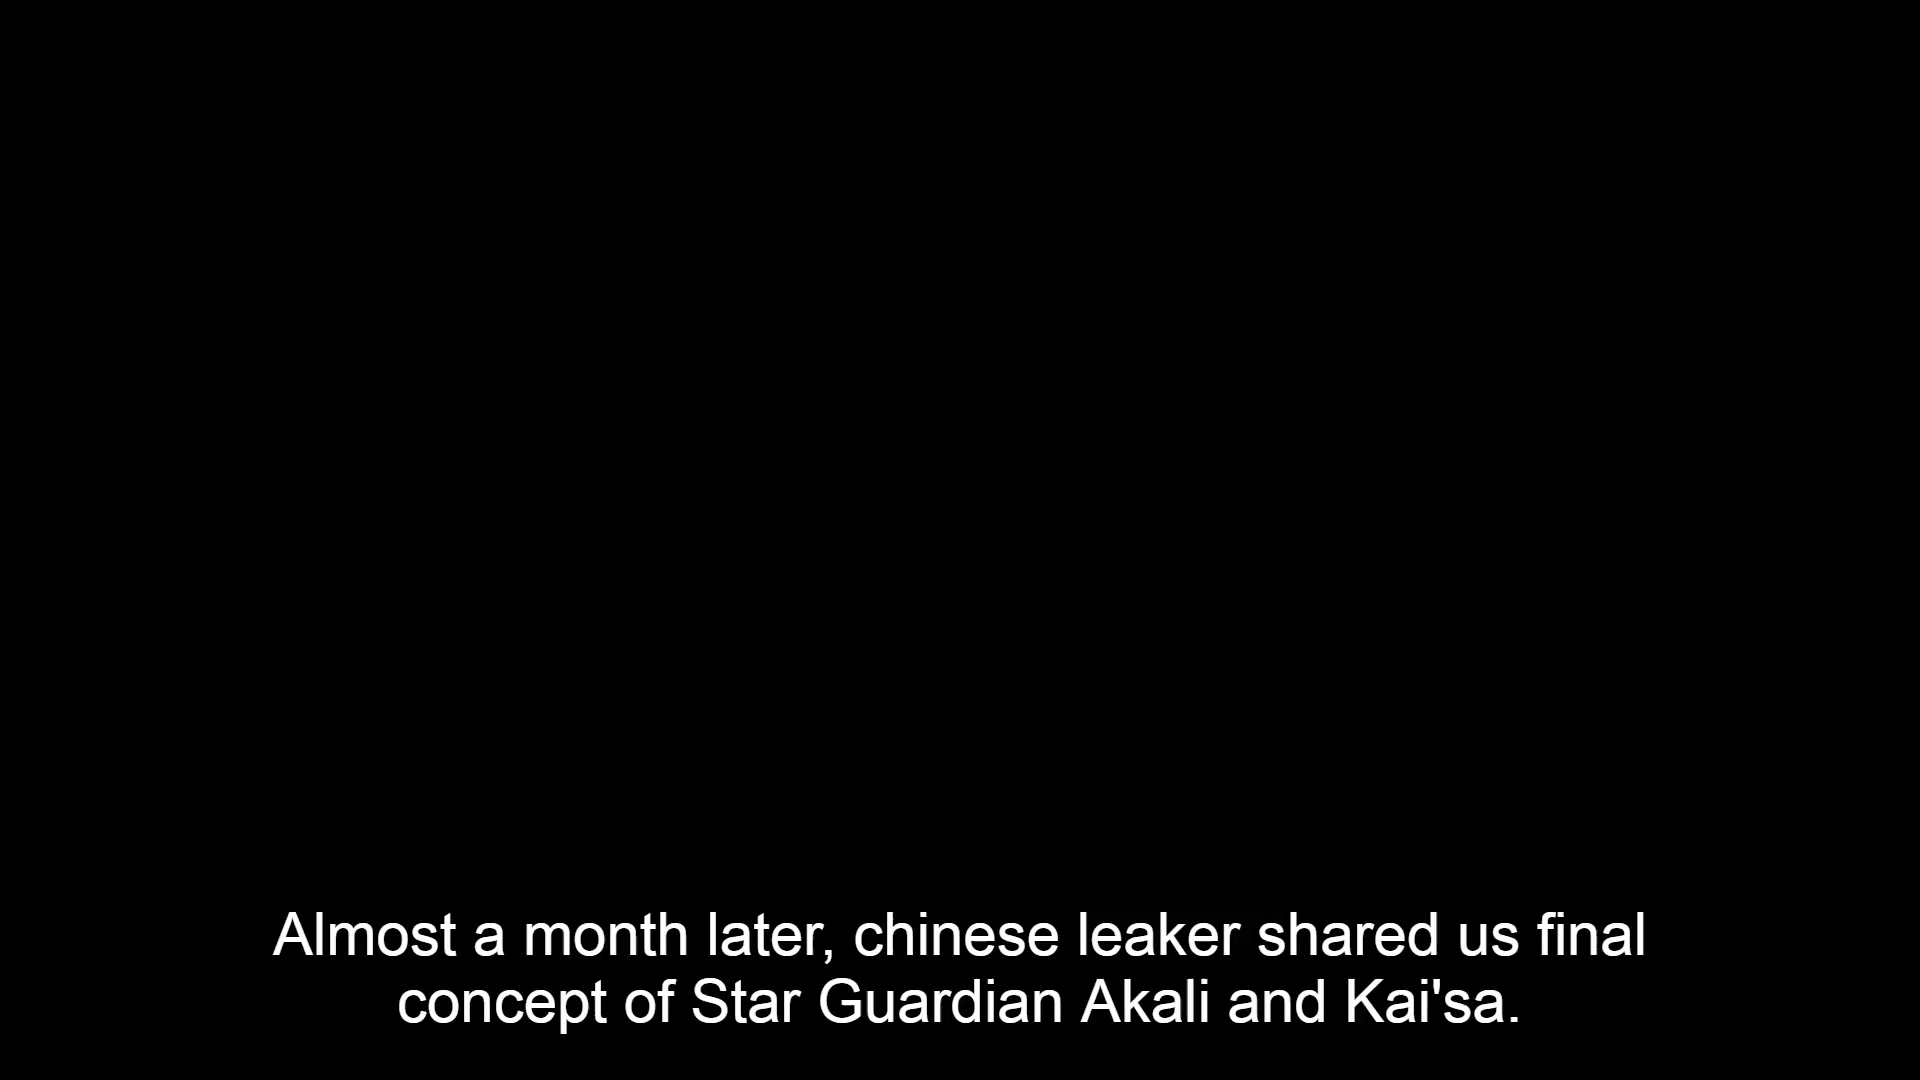 Almost a month later, chinese leaker shared us final
concept of Star Guardian Akali and Kai'sa.